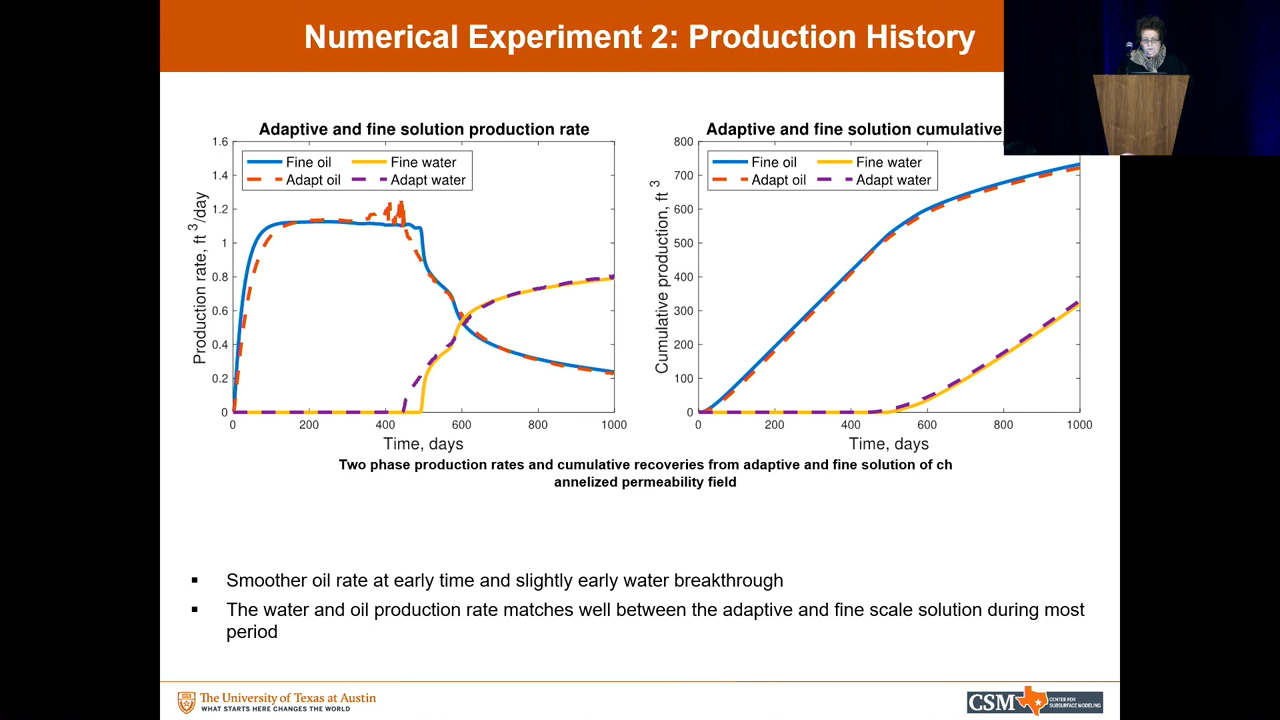 Numerical Experiment 2: Production History
Adaptive and fine solution production rate
1.6
1.4
1.2
1
0.8
0.6
0.4
0.2
0
Production rate, ft 3/day
Fine oil
Fine water
Adapt oil
Adapt water
0 200 400 600 800 1000
Time, days
Adaptive and fine solution cumulative
800
700
600
500
400
300
200
100
0
Cumulative production, ft 3
Fine oil
Fine water
Adapt oil
Adapt water
0 200 400 600 800 1000
Time, days
Two phase production rates and cumulative recoveries from adaptive and fine solution of ch
annelized permeability field
▪ Smoother oil rate at early time and slightly early water breakthrough
▪ The water and oil production rate matches well between the adaptive and fine scale solution during most
period
The University of Texas at Austin
WHAT STARTS HERE CHANGES THE WORLD
CSM
CENTER FOR
SUBSURFACE MODELING